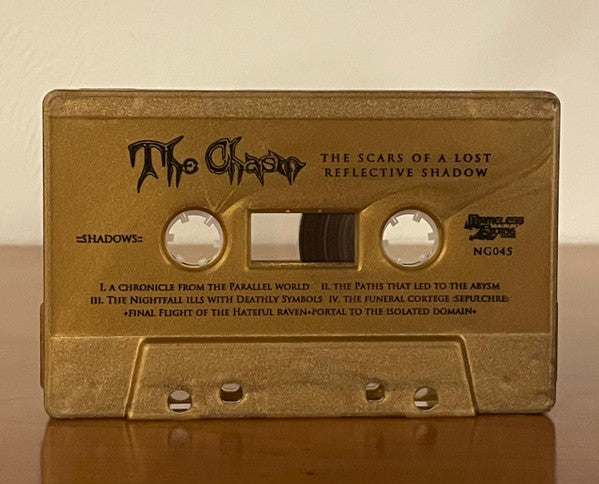 The Chasm
THE SCARS OF A LOST
REFLECTIVE SHADOW
::SHADOWS::
Nameless
Grave
NG045
I. A CHRONICLE FROM THE PARALLEL WORLD II. THE PATHS THAT LED TO THE ABYSM
III. THE NIGHTFALL ILLS WITH DEATHLY SYMBOLS IV. THE FUNERAL CORTEGE :SEPULCHRE:
+FINAL FLIGHT OF THE HATEFUL RAVEN+PORTAL TO THE ISOLATED DOMAIN+